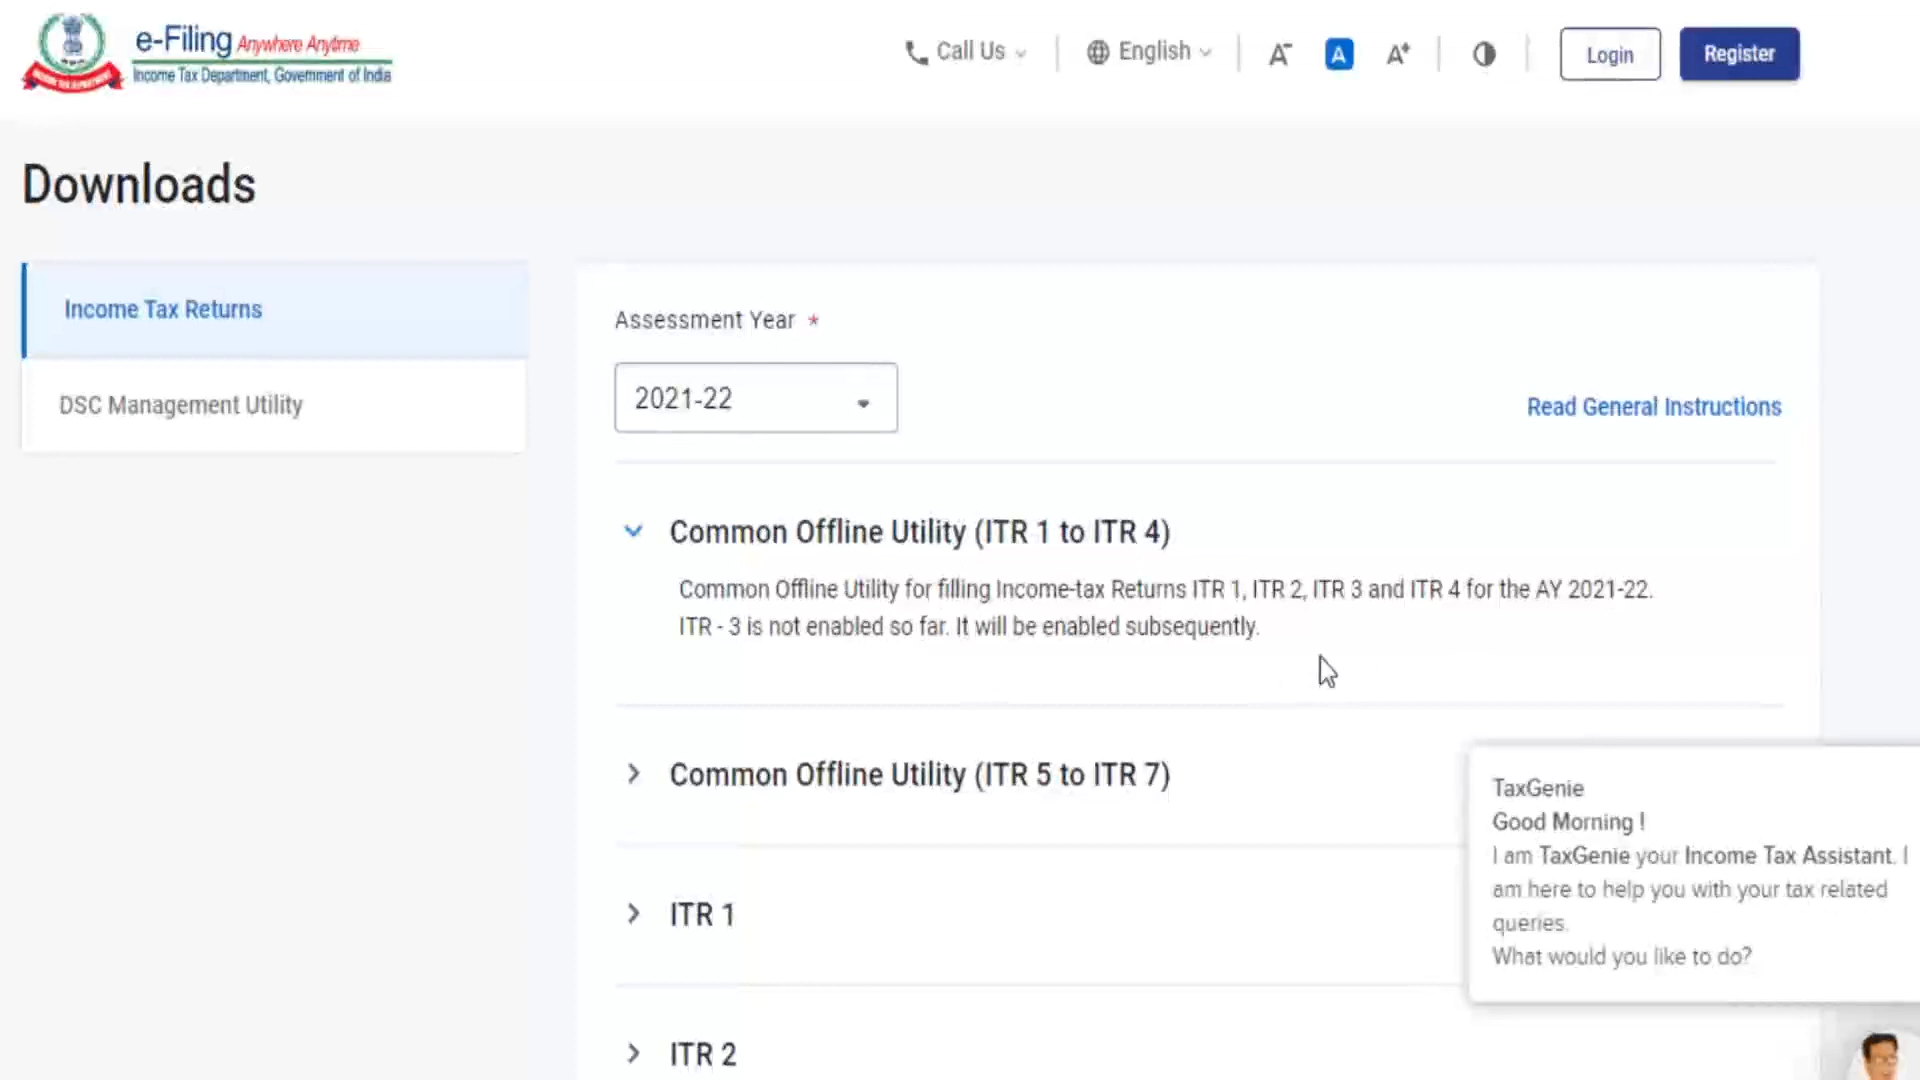 e-Filing Anywhere Anytime
Income Tax Department, Government of India
Call Us
English
A-
A
A+
Login
Register
Downloads
Income Tax Returns
DSC Management Utility
Assessment Year *
2021-22
Read General Instructions
Common Offline Utility (ITR 1 to ITR 4)
Common Offline Utility for filling Income-tax Returns ITR 1, ITR 2, ITR 3 and ITR 4 for the AY 2021-22.
ITR - 3 is not enabled so far. It will be enabled subsequently.
Common Offline Utility (ITR 5 to ITR 7)
ITR 1
ITR 2
TaxGenie
Good Morning !
I am TaxGenie your Income Tax Assistant. I
am here to help you with your tax related
queries.
What would you like to do?